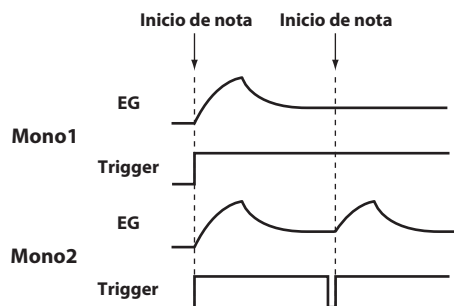 Inicio de nota Inicio de nota
EG
Mono1
Trigger
EG
Mono2
Trigger